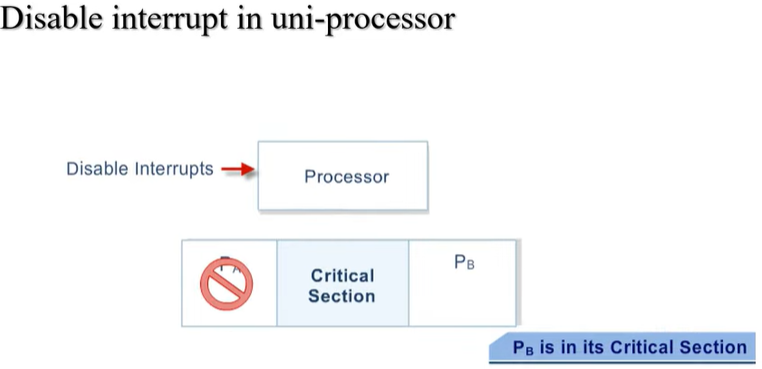 Disable interrupt in uni-processor
Disable Interrupts
Processor
PB
Critical
Section
PB is in its Critical Section